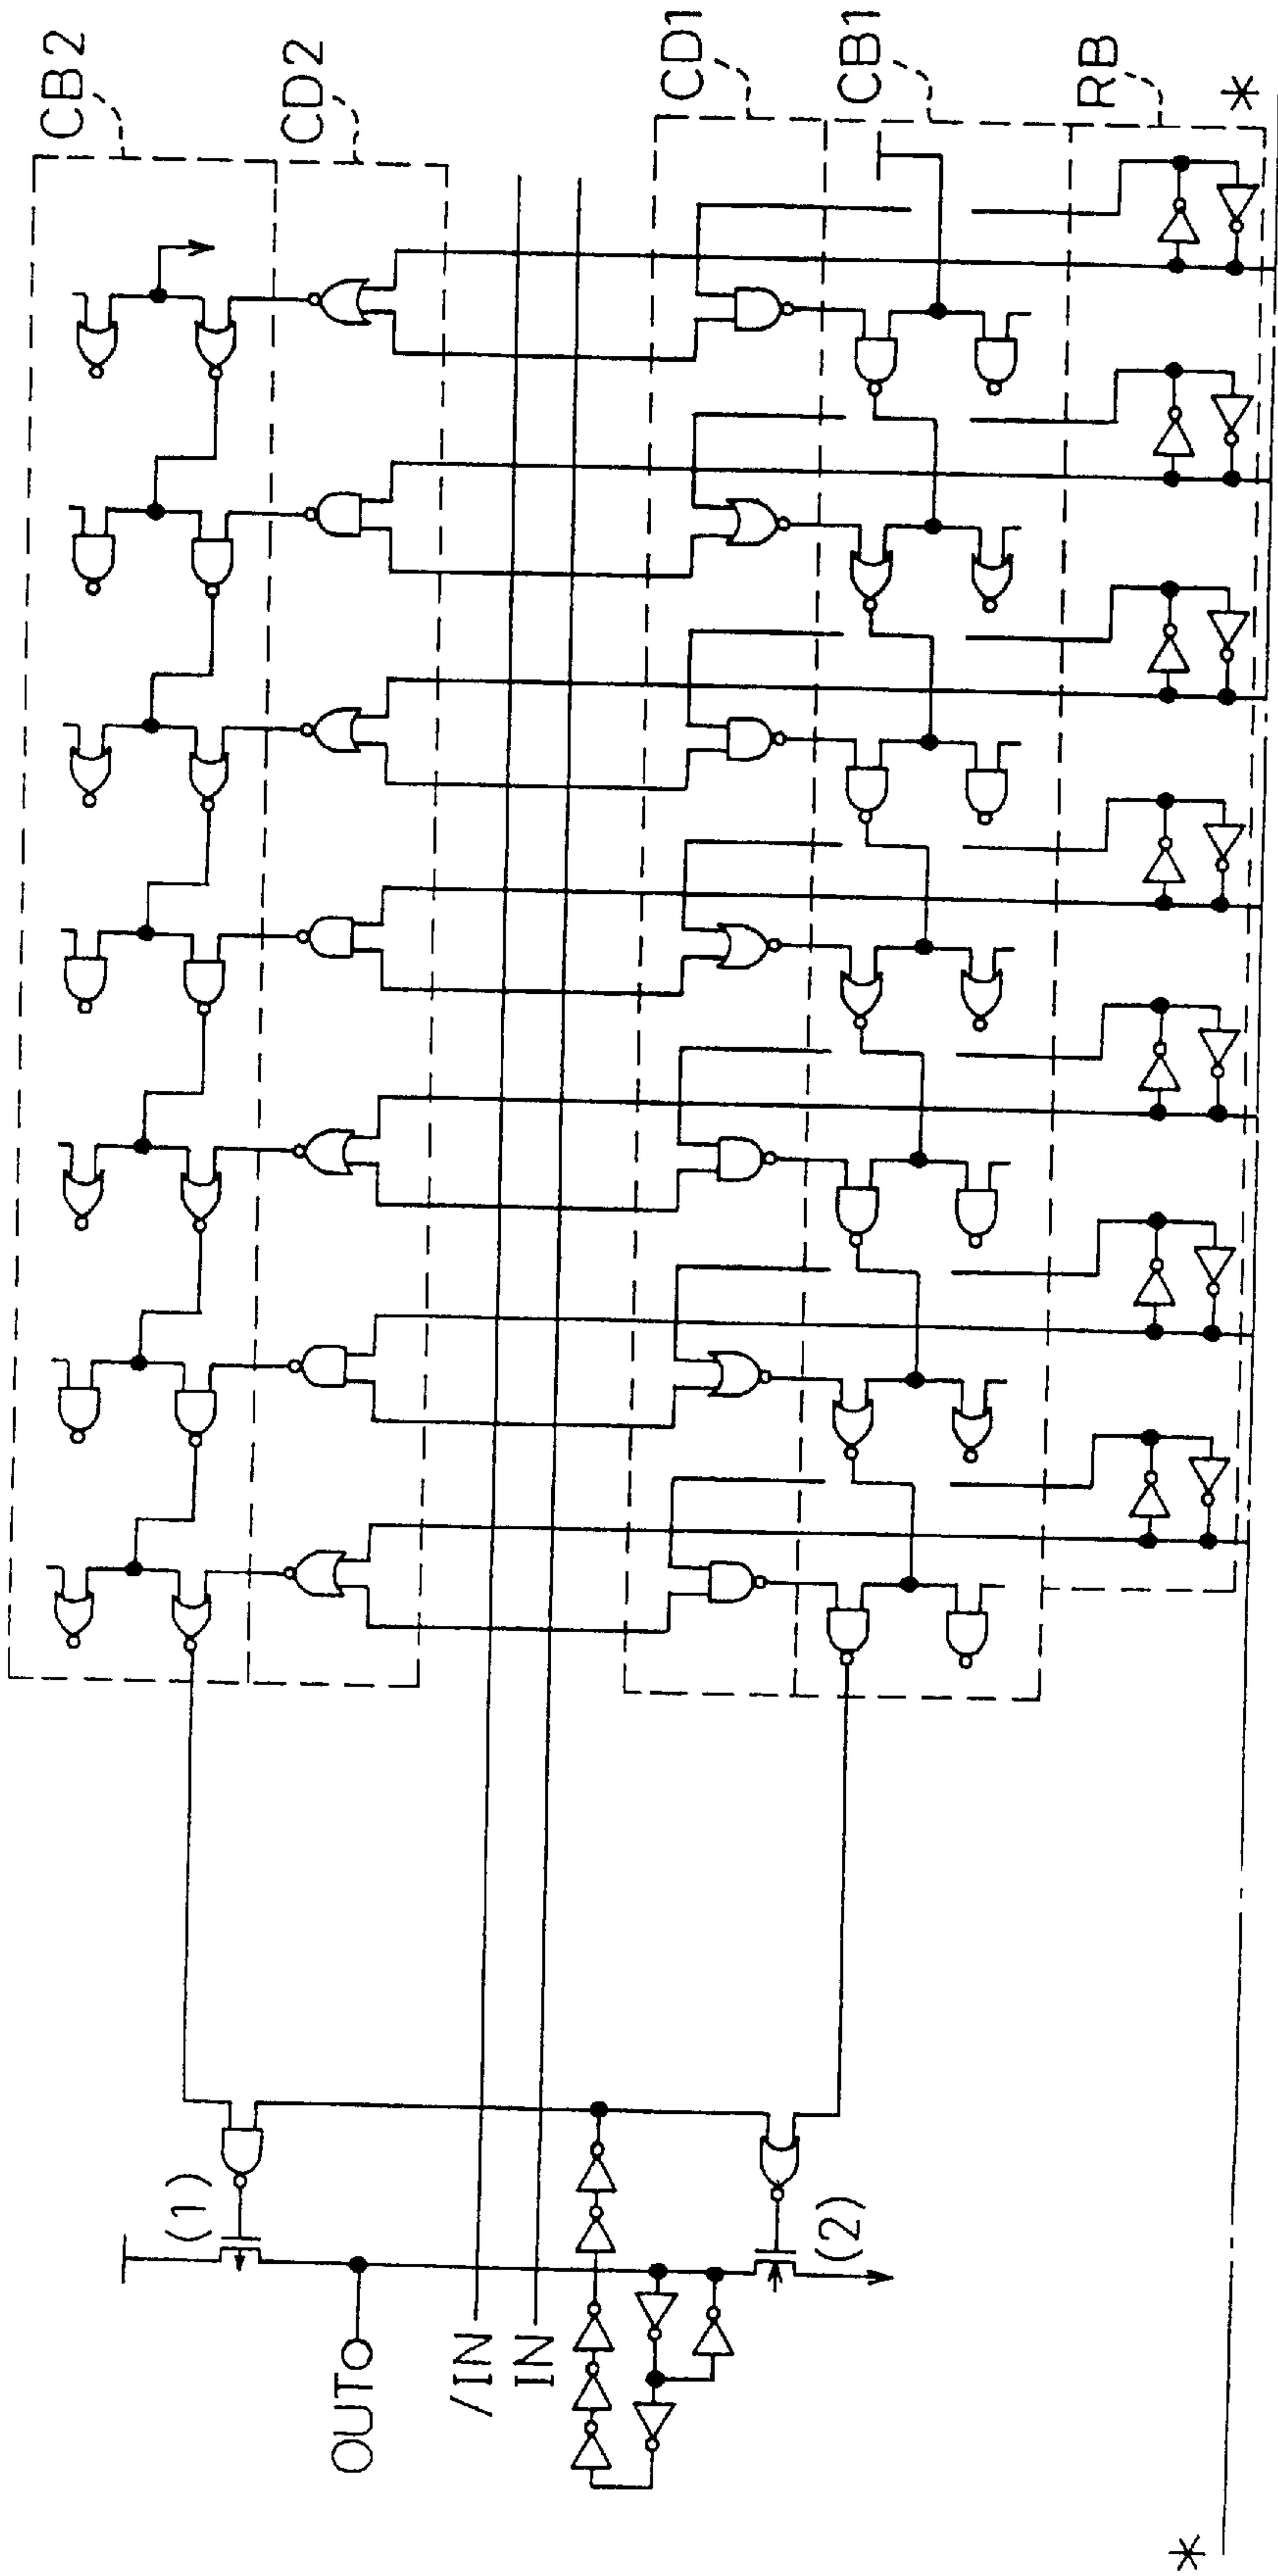 CB2
CD2
CD1
CB1
RB
*
(1)
(2)
OUT
/IN
IN
*